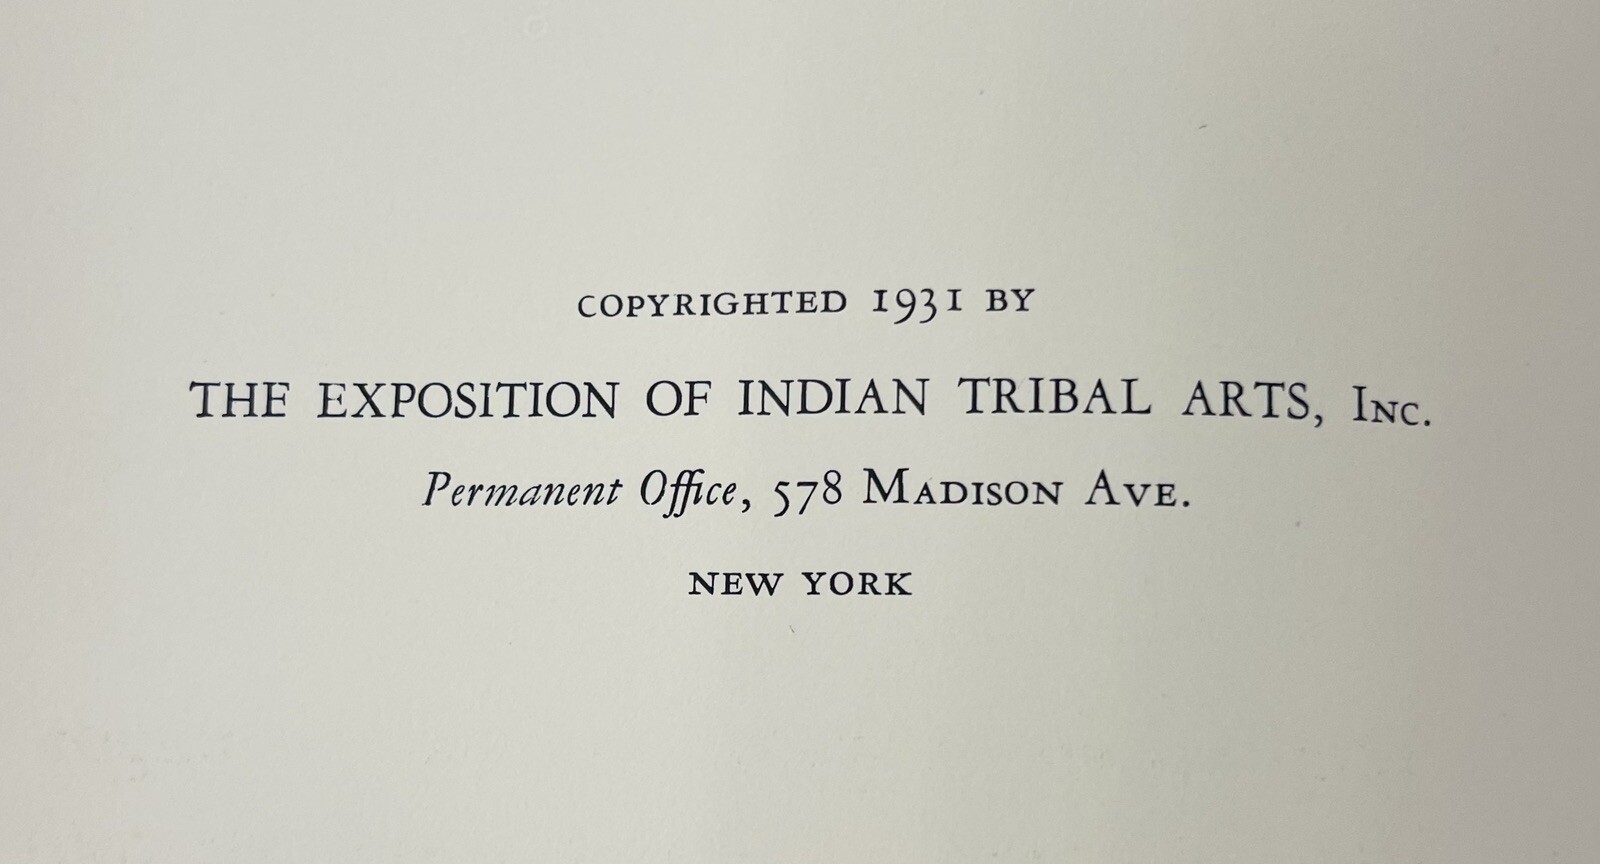 COPYRIGHTED 1931 BY
THE EXPOSITION OF INDIAN TRIBAL ARTS, INC.
Permanent Office, 578 MADISON AVE.
NEW YORK